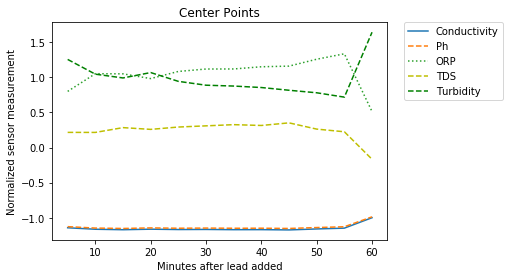 Center Points
Conductivity
Ph
ORP
TDS
Turbidity
Normalized sensor measurement
1.5
1.0
0.5
0.0
−0.5
−1.0
10 20 30 40 50 60
Minutes after lead added